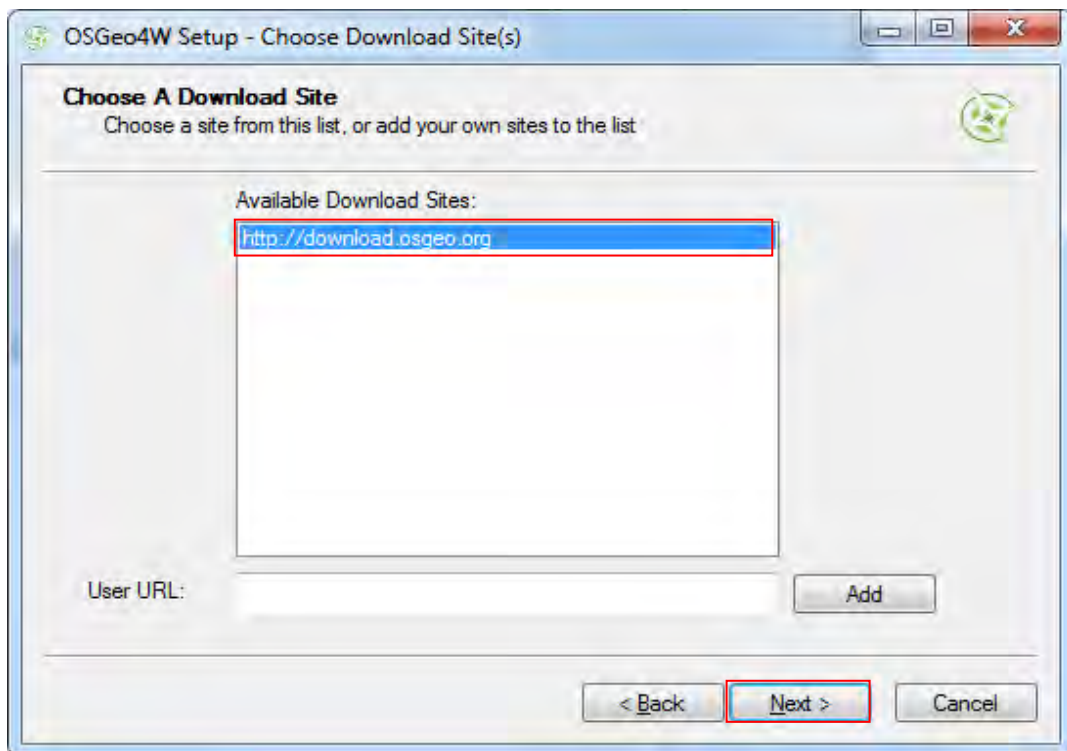 OSGeo4W Setup - Choose Download Site(s)
Choose A Download Site
Choose a site from this list, or add your own sites to the list
Available Download Sites:
http://download.osgeo.org
User URL:
Add
< Back
Next >
Cancel